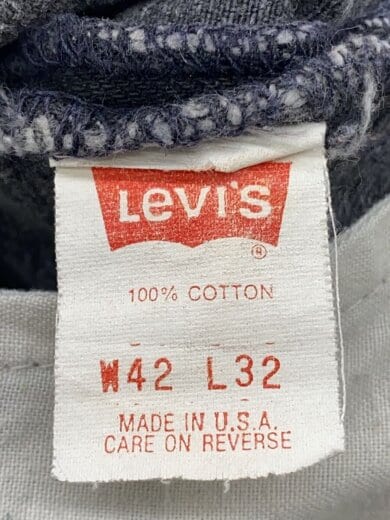 Levi's
®
100% COTTON
W42 L32
MADE IN U.S.A.
CARE ON REVERSE